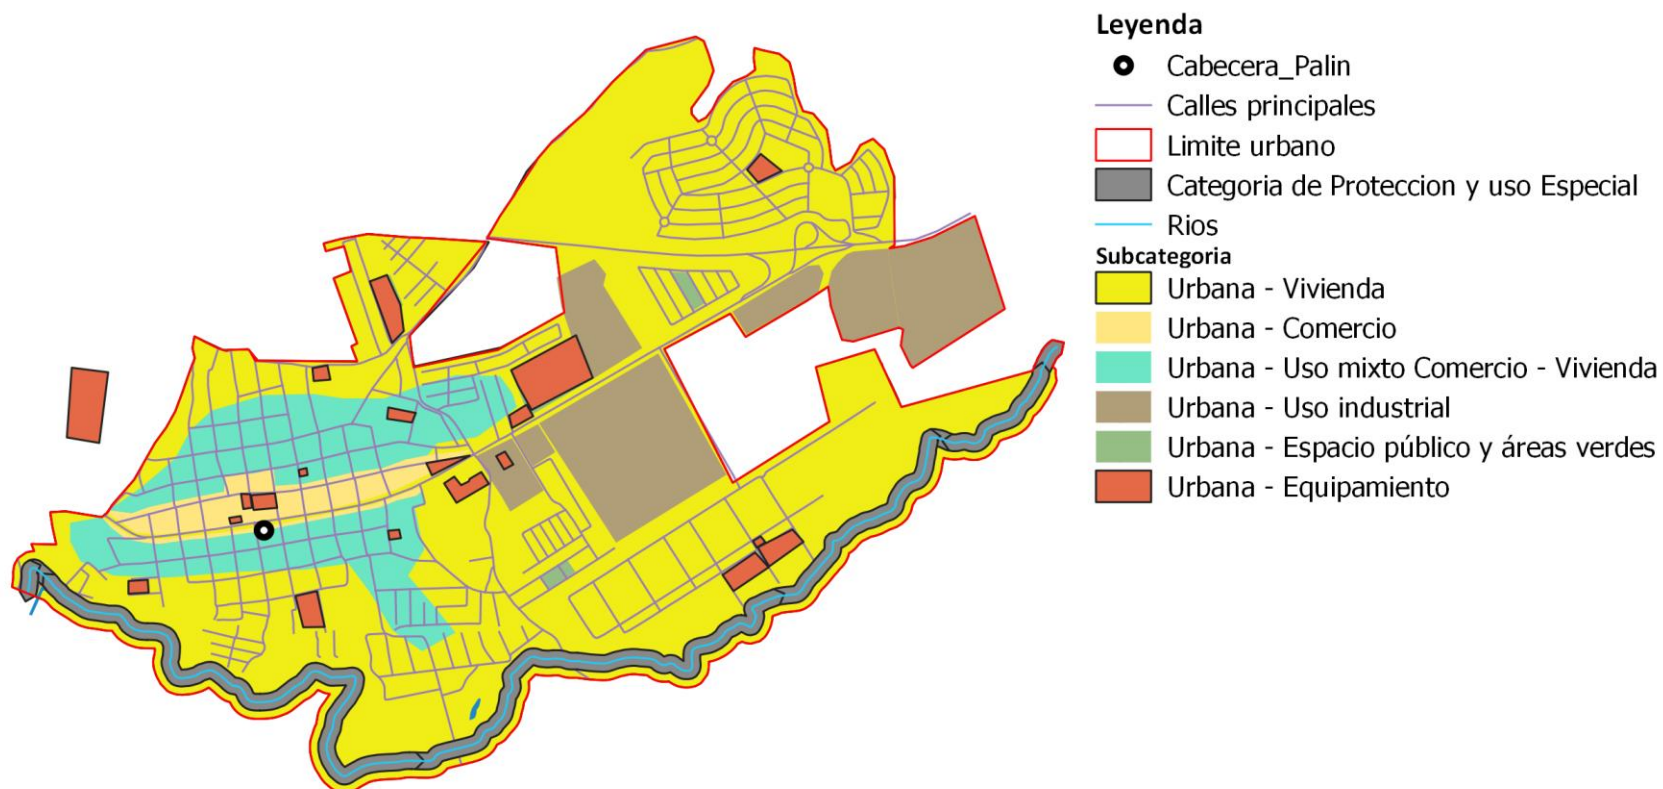 Leyenda
Cabecera_Palin
Calles principales
Limite urbano
Categoria de Proteccion y uso Especial
Rios
Subcategoria
Urbana - Vivienda
Urbana - Comercio
Urbana - Uso mixto Comercio - Vivienda
Urbana - Uso industrial
Urbana - Espacio público y áreas verdes
Urbana - Equipamiento